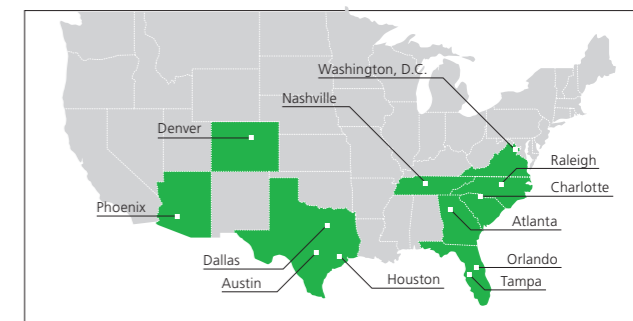 Washington, D.C.
Nashville
Denver
Raleigh
Charlotte
Phoenix
Atlanta
Dallas
Orlando
Austin
Houston
Tampa